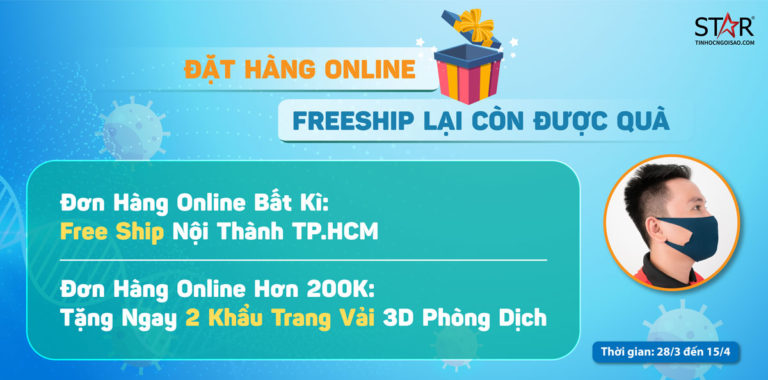 STAR
TINHOCNGOISAO.COM
ĐẶT HÀNG ONLINE
FREESHIP LẠI CÒN ĐƯỢC QUÀ
Đơn Hàng Online Bất Kì:
Free Ship Nội Thành TP.HCM
Đơn Hàng Online Hơn 200K:
Tặng Ngay 2 Khẩu Trang Vải 3D Phòng Dịch
Thời gian: 28/3 đến 15/4